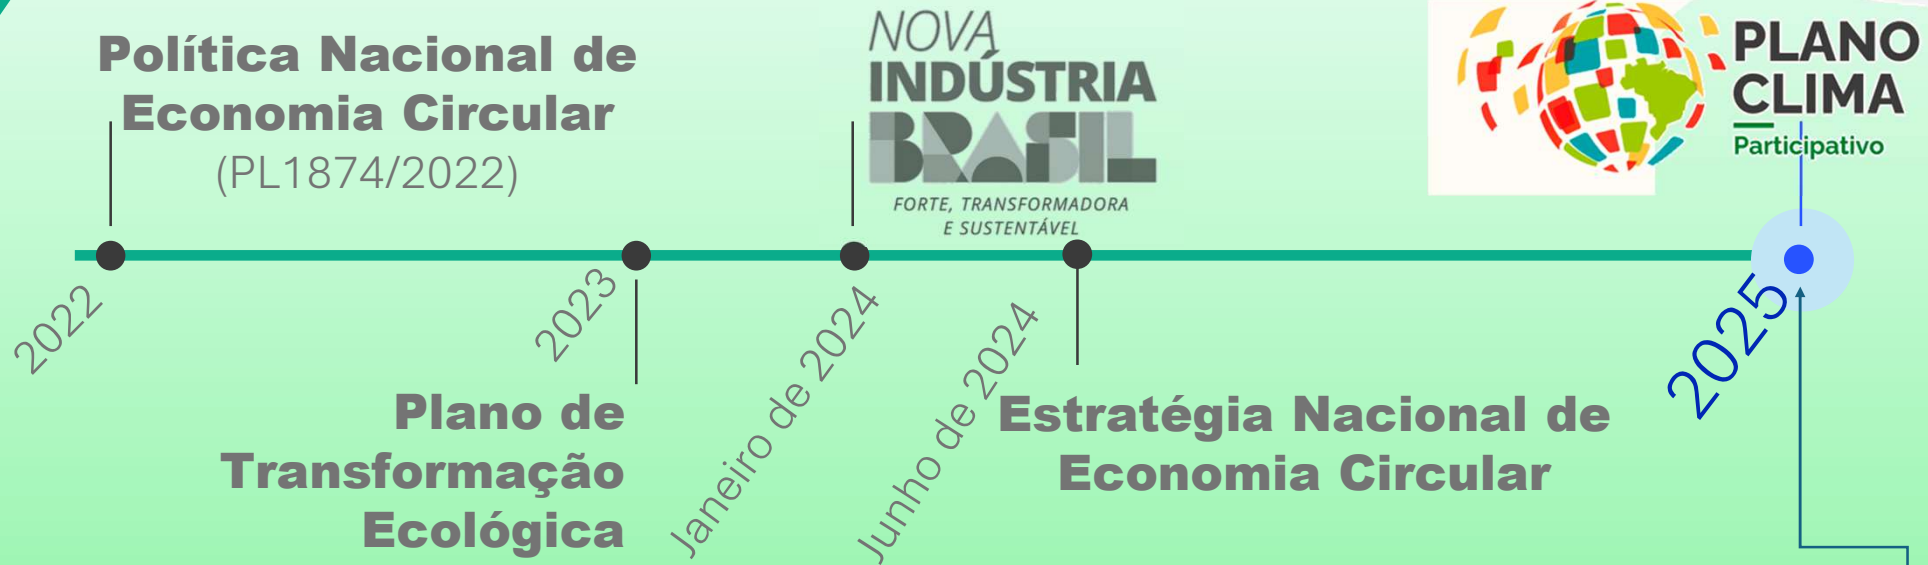 Política Nacional de
Economia Circular
(PL1874/2022)
NOVA
INDÚSTRIA
BRASIL
FORTE, TRANSFORMADORA
E SUSTENTÁVEL
PLANO
CLIMA
Participativo
2022
2023
Janeiro de 2024
Junho de 2024
2025
Plano de
Transformação
Ecológica
Estratégia Nacional de
Economia Circular